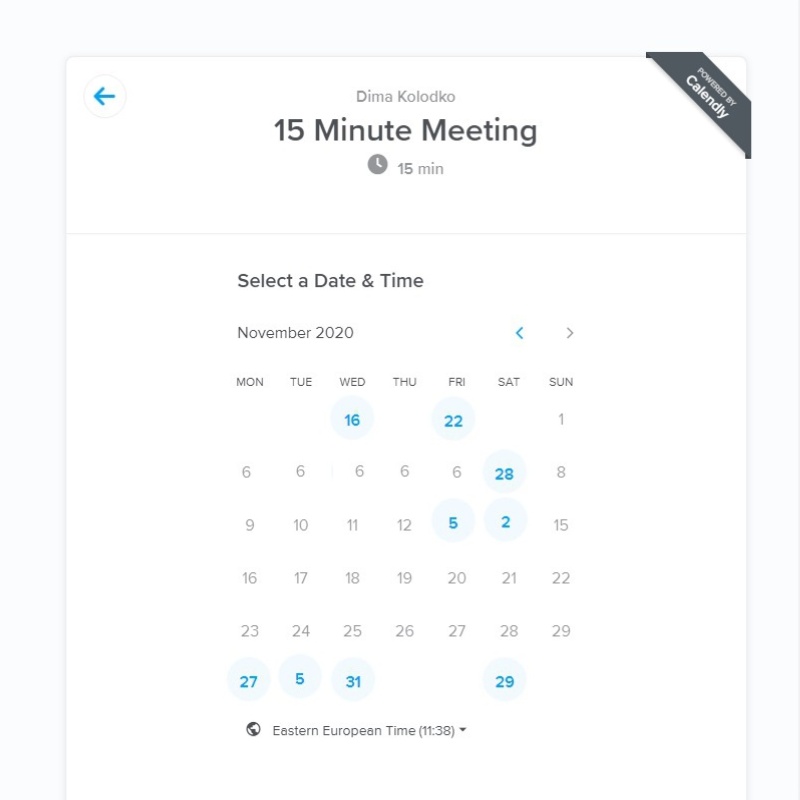 POWERED BY
Calendly
Dima Kolodko
15 Minute Meeting
15 min
Select a Date & Time
November 2020
MON TUE WED THU FRI SAT SUN
16 22 1
6 6 6 6 6 28 8
9 10 11 12 5 2 15
16 17 18 19 20 21 22
23 24 25 26 27 28 29
27 5 31 29
Eastern European Time (11:38)